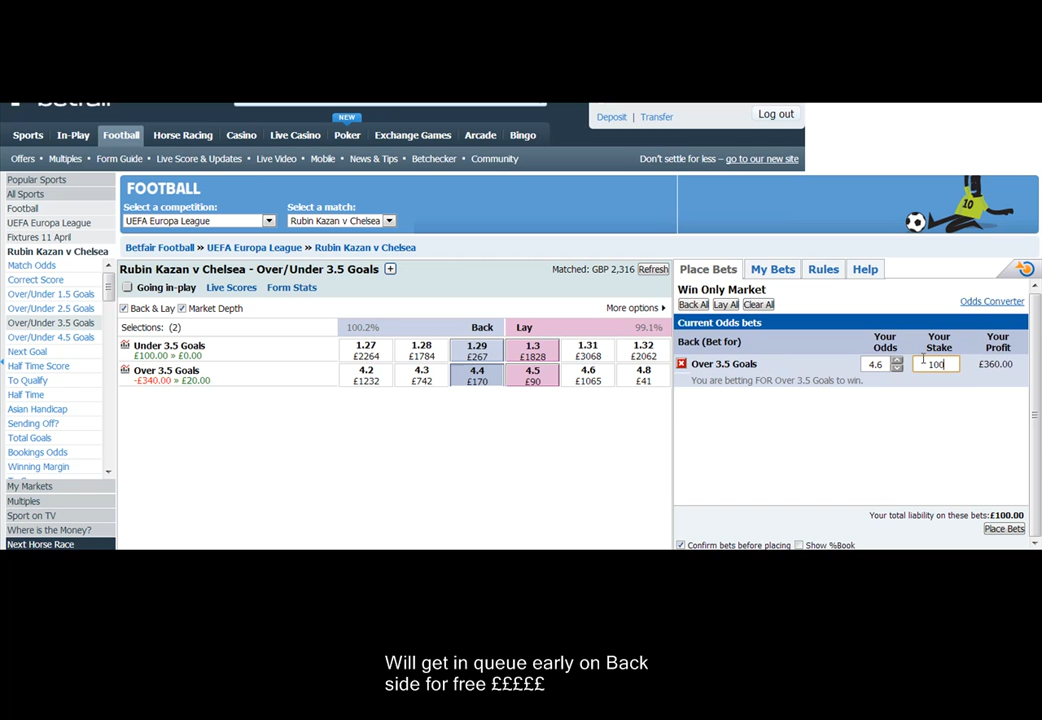 NEW
Deposit | Transfer
Log out
Sports In-Play Football Horse Racing Casino Live Casino Poker Exchange Games Arcade Bingo
Offers • Multiples • Form Guide • Live Score & Updates • Live Video • Mobile • News & Tips • Betchecker • Community
Don't settle for less – go to our new site
Popular Sports
All Sports
Football
UEFA Europa League
Fixtures 11 April
Rubin Kazan v Chelsea
Match Odds
Correct Score
Over/Under 1.5 Goals
Over/Under 2.5 Goals
Over/Under 3.5 Goals
Over/Under 4.5 Goals
Next Goal
Half Time Score
To Qualify
Half Time
Asian Handicap
Sending Off?
Total Goals
Bookings Odds
Winning Margin
My Markets
Multiples
Sport on TV
Where is the Money?
Next Horse Race
FOOTBALL
10
Select a competition: Select a match:
UEFA Europa League Rubin Kazan v Chelsea
Betfair Football » UEFA Europa League » Rubin Kazan v Chelsea
Rubin Kazan v Chelsea - Over/Under 3.5 Goals + Matched: GBP 2,316 Refresh
Going in-play Live Scores Form Stats
Back & Lay Market Depth More options
Selections: (2) 100.2% Back Lay 99.1%
Under 3.5 Goals 1.27 1.28 1.29 1.3 1.31 1.32
£100.00 » £0.00 £2264 £1784 £267 £1828 £3068 £2062
Over 3.5 Goals 4.2 4.3 4.4 4.5 4.6 4.8
-£340.00 » £20.00 £1232 £742 £170 £90 £1065 £41
Place Bets My Bets Rules Help
Win Only Market
Back All Lay All Clear All Odds Converter
Current Odds bets
Back (Bet for) Your Odds Your Stake Your Profit
Over 3.5 Goals 4.6 100 £360.00
You are betting FOR Over 3.5 Goals to win.
Your total liability on these bets:£100.00
Place Bets
Confirm bets before placing Show %Book
Will get in queue early on Back
side for free £££££